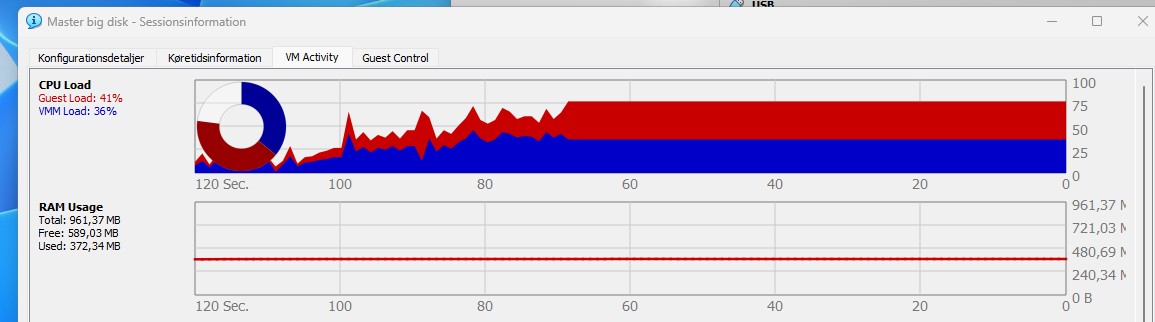 USB
Master big disk - Sessionsinformation
Konfigurationsdetaljer Køretidsinformation VM Activity Guest Control
CPU Load
Guest Load: 41%
VMM Load: 36%
100
75
50
25
0
120 Sec. 100 80 60 40 20 0
RAM Usage
Total: 961,37 MB
Free: 589,03 MB
Used: 372,34 MB
961,37 M
721,03 M
480,69 M
240,34 M
0 B
120 Sec. 100 80 60 40 20 0